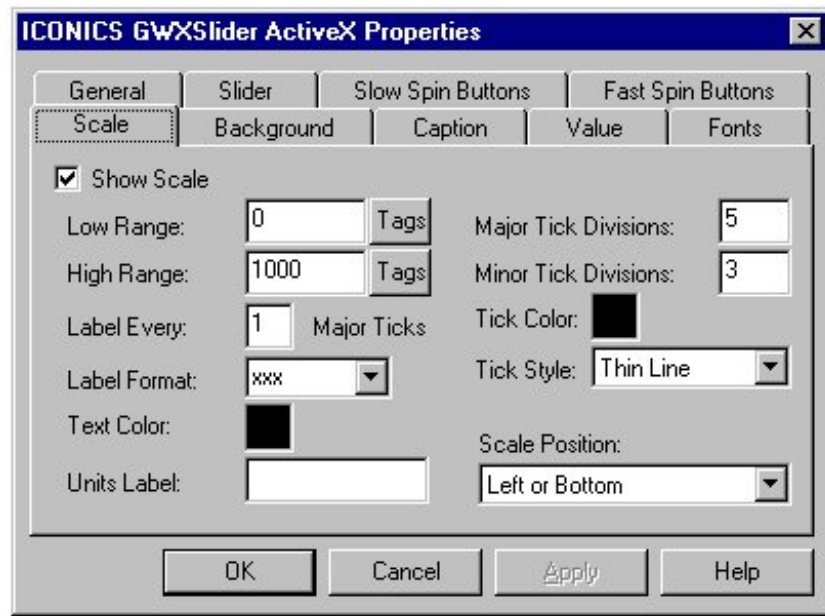 ICONICS GWXSlider ActiveX Properties
General Slider Slow Spin Buttons Fast Spin Buttons
Scale Background Caption Value Fonts
Show Scale
Low Range: 0 Tags Major Tick Divisions: 5
High Range: 1000 Tags Minor Tick Divisions: 3
Label Every: 1 Major Ticks Tick Color:
Label Format: xxx Tick Style: Thin Line
Text Color:
Scale Position:
Units Label: Left or Bottom
OK Cancel Apply Help